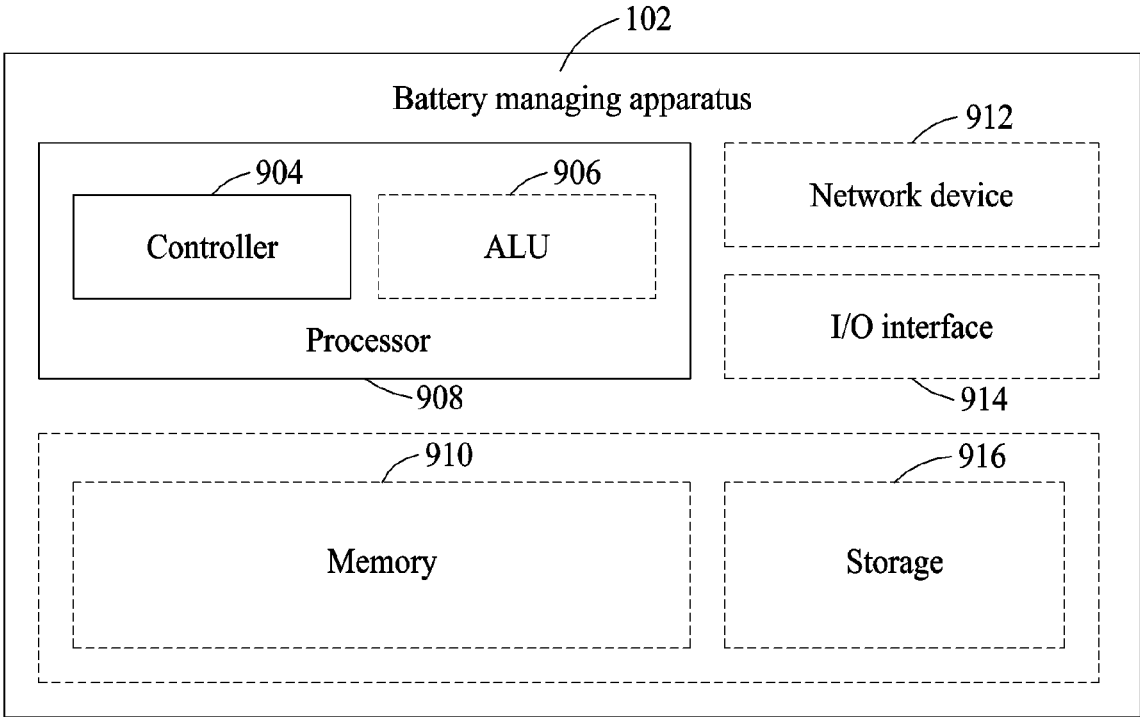 102
Battery managing apparatus
912
904
906
Network device
Controller
ALU
I/O interface
Processor
908
914
910
916
Memory
Storage